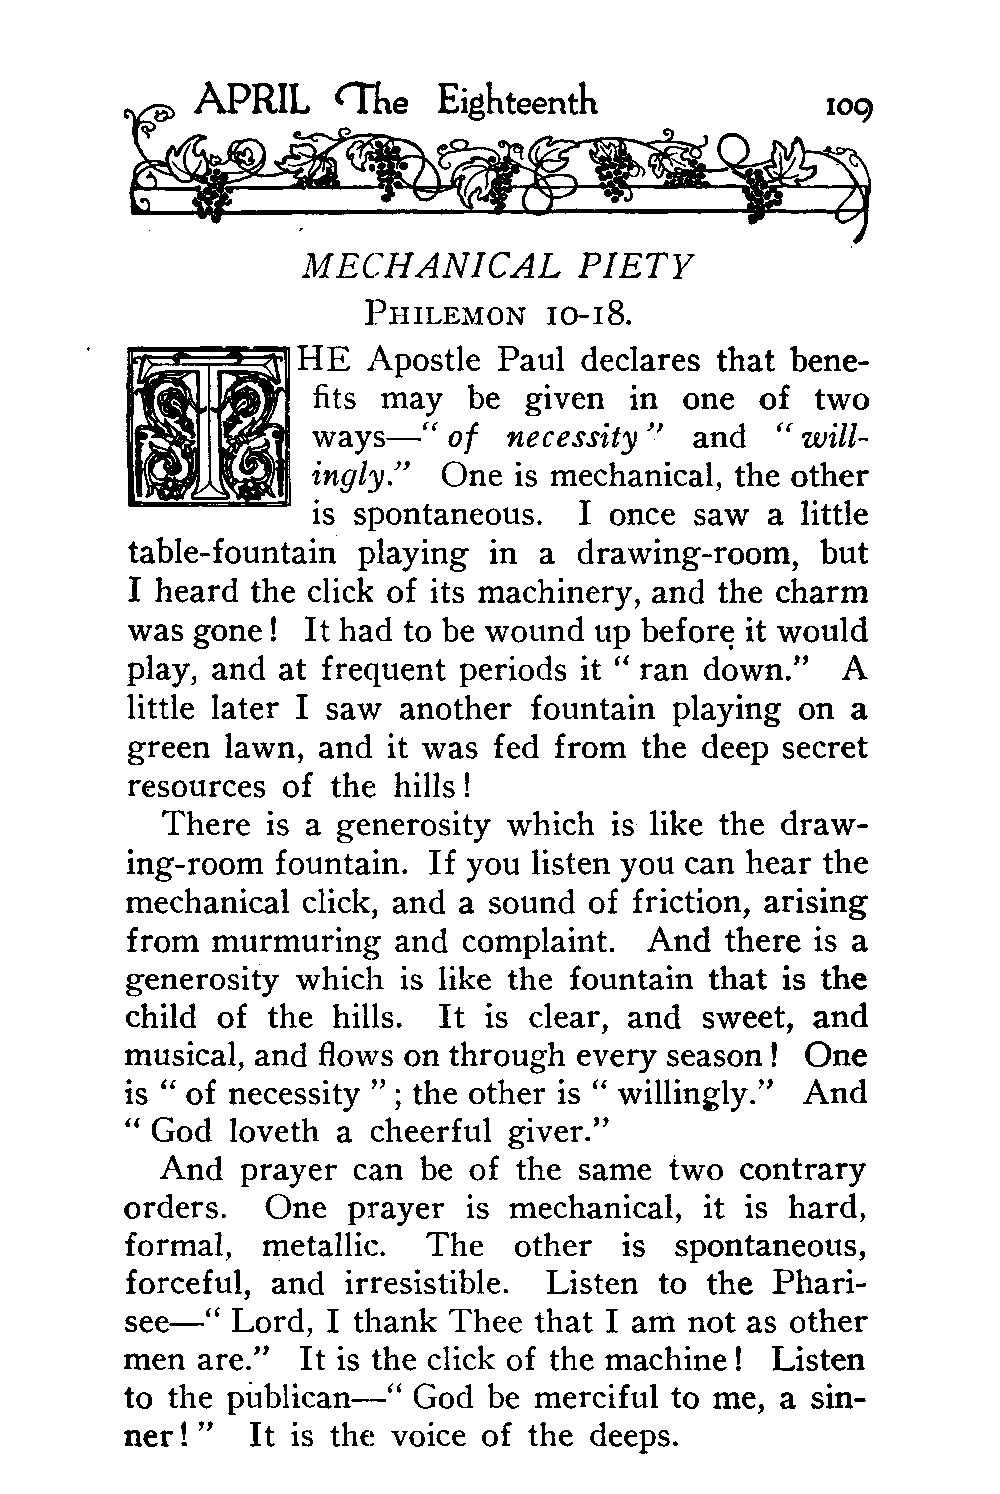 APRIL The Eighteenth 109
MECHANICAL PIETY
PHILEMON 10-18.
THE Apostle Paul declares that bene-
fits may be given in one of two
ways—“ of necessity ” and “ will-
ingly.” One is mechanical, the other
is spontaneous. I once saw a little
table-fountain playing in a drawing-room, but
I heard the click of its machinery, and the charm
was gone! It had to be wound up before it would
play, and at frequent periods it “ ran down.” A
little later I saw another fountain playing on a
green lawn, and it was fed from the deep secret
resources of the hills!
There is a generosity which is like the draw-
ing-room fountain. If you listen you can hear the
mechanical click, and a sound of friction, arising
from murmuring and complaint. And there is a
generosity which is like the fountain that is the
child of the hills. It is clear, and sweet, and
musical, and flows on through every season! One
is “ of necessity ”; the other is “ willingly.” And
“ God loveth a cheerful giver.”
And prayer can be of the same two contrary
orders. One prayer is mechanical, it is hard,
formal, metallic. The other is spontaneous,
forceful, and irresistible. Listen to the Phari-
see—“ Lord, I thank Thee that I am not as other
men are.” It is the click of the machine! Listen
to the publican—“ God be merciful to me, a sin-
ner! ” It is the voice of the deeps.